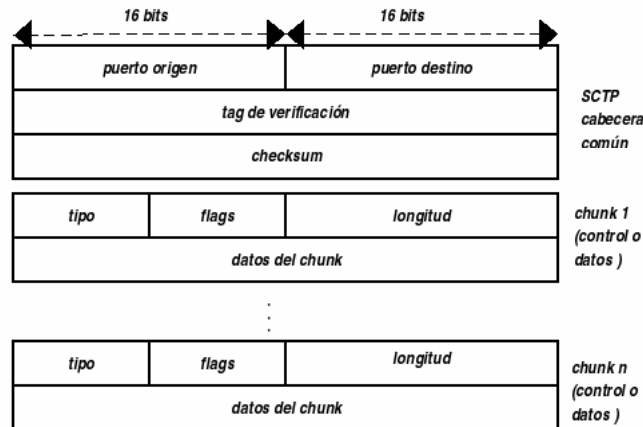 16 bits 16 bits
puerto origen puerto destino
tag de verificación
checksum
SCTP
cabecera
común
tipo flags longitud
datos del chunk
chunk 1
(control o
datos )
tipo flags longitud
datos del chunk
chunk n
(control o
datos )